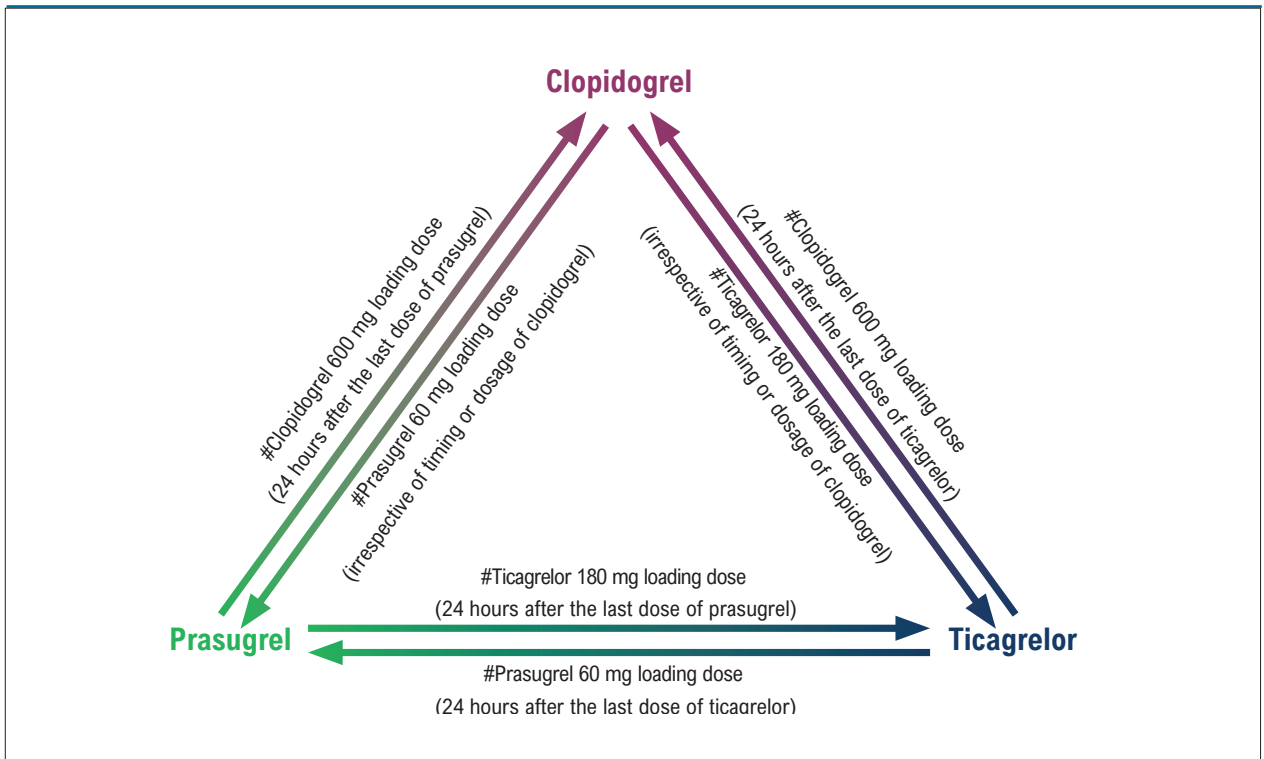 Clopidogrel
#Clopidogrel 600 mg loading dose
(24 hours after the last dose of prasugrel)
#Prasugrel 60 mg loading dose
(irrespective of timing or dosage of clopidogrel)
#Clopidogrel 600 mg loading dose
(24 hours after the last dose of ticagrelor)
#Ticagrelor 180 mg loading dose
(irrespective of timing or dosage of clopidogrel)
#Ticagrelor 180 mg loading dose
(24 hours after the last dose of prasugrel)
Prasugrel
Ticagrelor
#Prasugrel 60 mg loading dose
(24 hours after the last dose of ticagrelor)